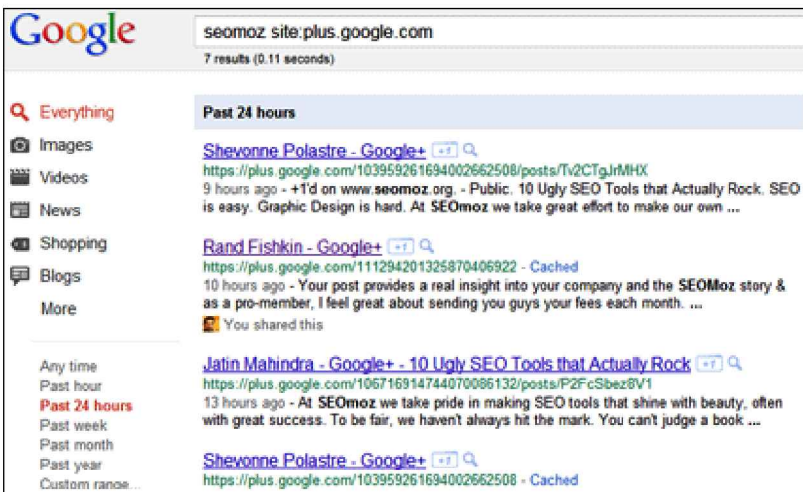 Google
seomoz site:plus.google.com
7 results (0.11 seconds)
Everything
Images
Videos
News
Shopping
Blogs
More
Any time
Past hour
Past 24 hours
Past week
Past month
Past year
Custom range...
Past 24 hours
Shevonne Polastre - Google+ +1
https://plus.google.com/103959261694002662508/posts/Tv2CTgJrMHX
9 hours ago - +1'd on www.seomoz.org. - Public. 10 Ugly SEO Tools that Actually Rock. SEO
is easy. Graphic Design is hard. At SEOmoz we take great effort to make our own ...
Rand Fishkin - Google+ +1
https://plus.google.com/111294201325870406922 - Cached
10 hours ago - Your post provides a real insight into your company and the SEOMoz story &
as a pro-member, I feel great about sending you guys your fees each month. ...
You shared this
Jatin Mahindra - Google+ - 10 Ugly SEO Tools that Actually Rock +1
https://plus.google.com/106716914744070086132/posts/P2FcSbez8V1
13 hours ago - At SEOmoz we take pride in making SEO tools that shine with beauty, often
with great success. To be fair, we haven't always hit the mark. You can't judge a book ...
Shevonne Polastre - Google+ +1
https://plus.google.com/103959261694002662508 - Cached